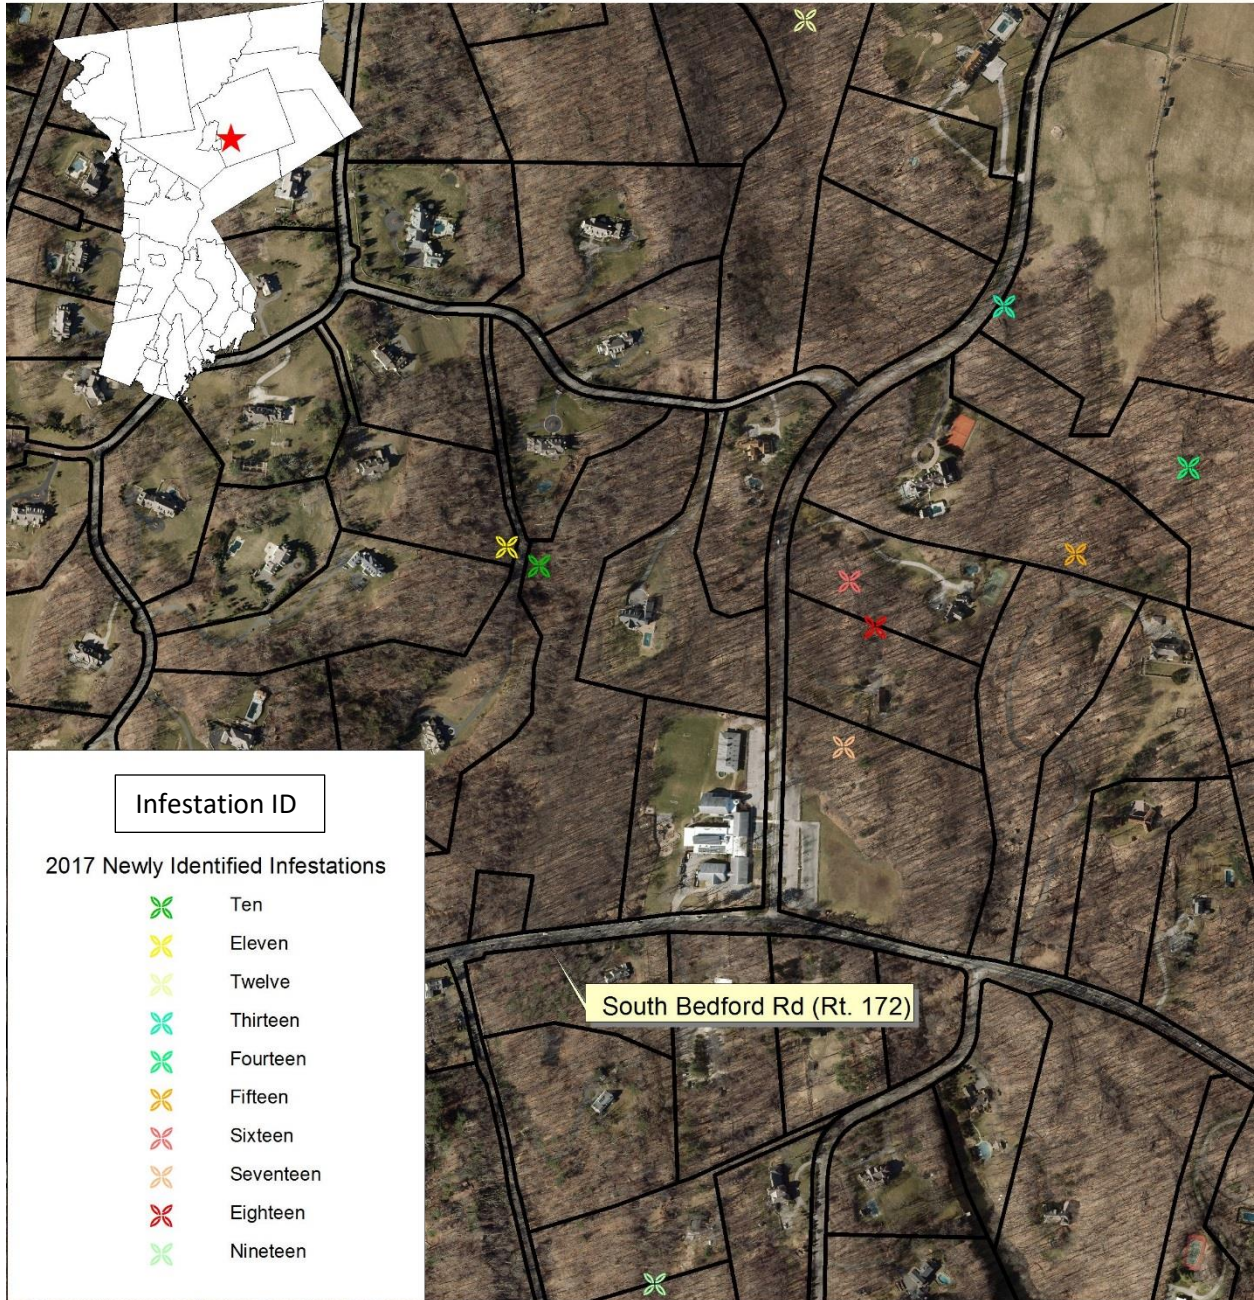 South Bedford Rd (Rt. 172)
Infestation ID
2017 Newly Identified Infestations
Ten
Eleven
Twelve
Thirteen
Fourteen
Fifteen
Sixteen
Seventeen
Eighteen
Nineteen